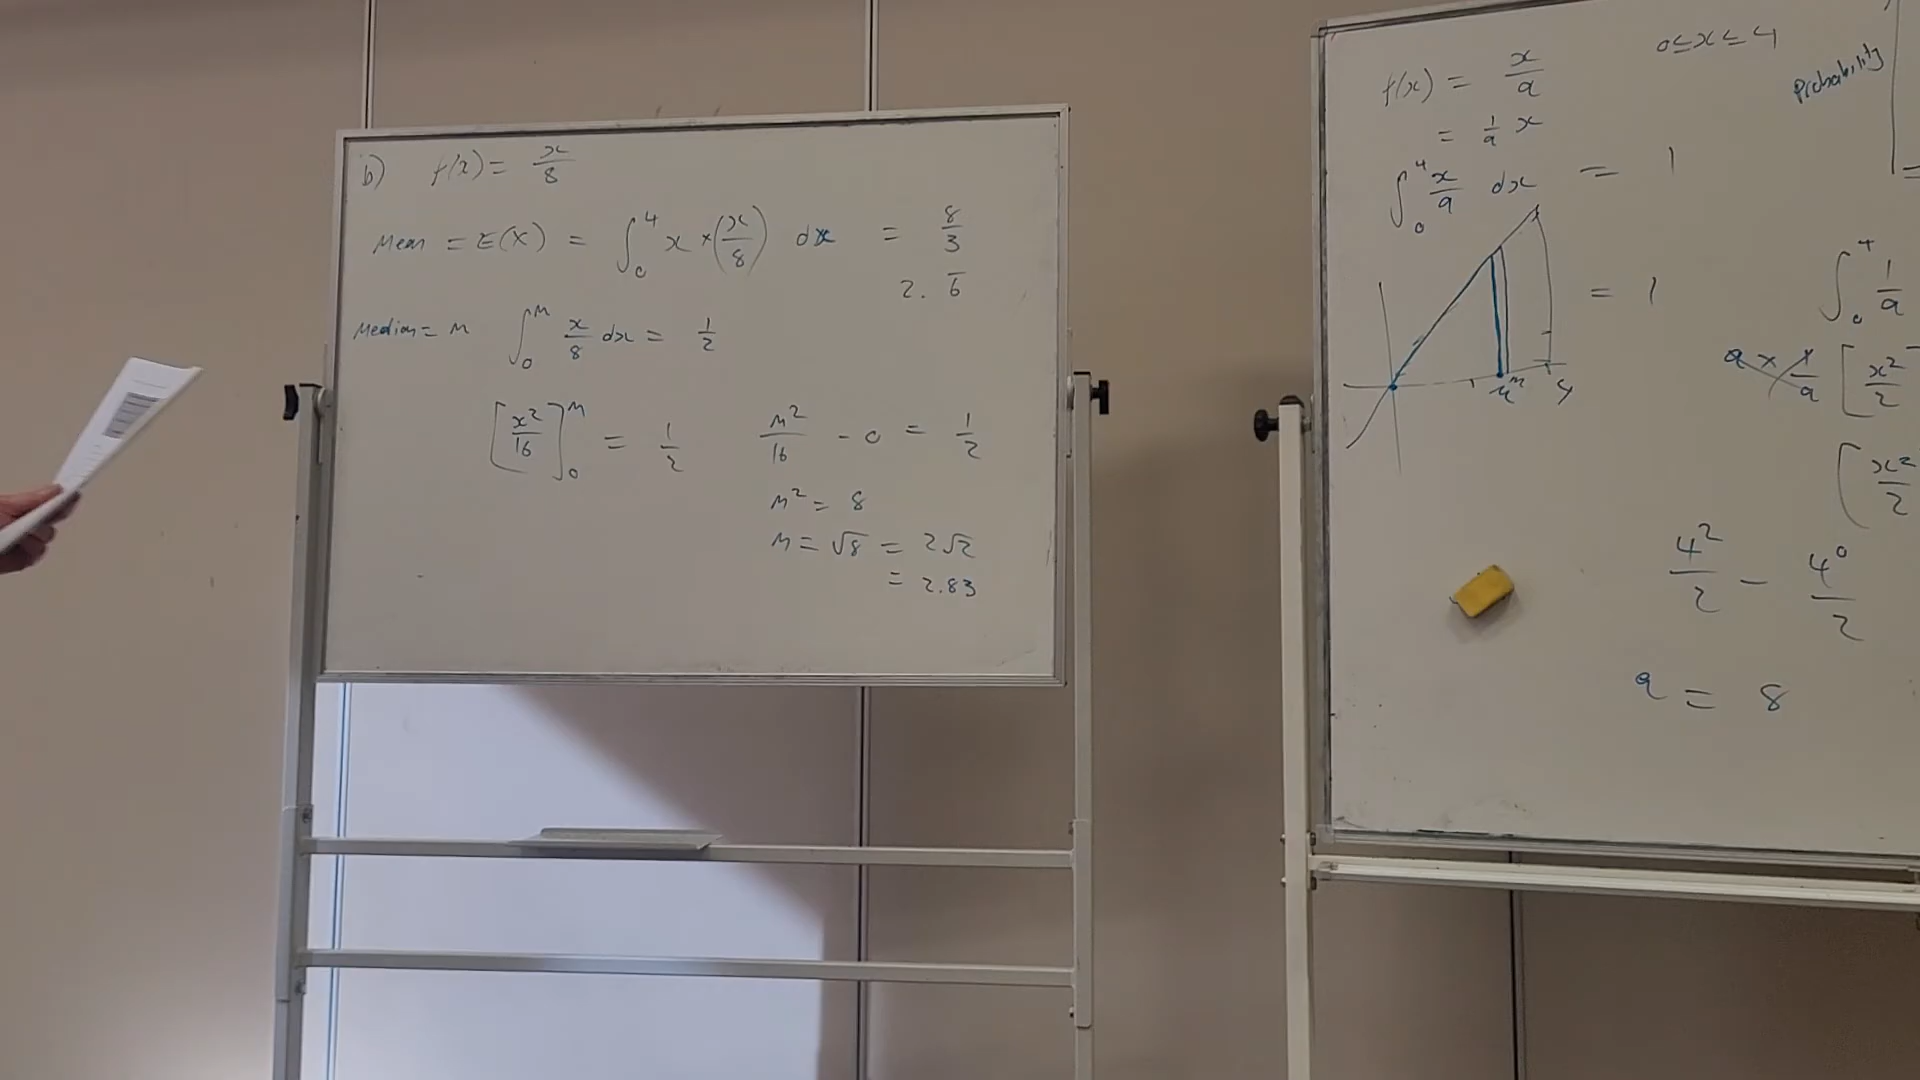 b) f(x) = x/8
Mean = E(X) = ∫₀⁴ x × (x/8) dx = 8/3
2.6̅
Median = M ∫₀ᴹ x/8 dx = 1/2
[x²/16]₀ᴹ = 1/2 M²/16 - 0 = 1/2
M² = 8
M = √8 = 2√2
= 2.83
f(x) = x/a 0≤x≤4
= 1/a x
Probability
∫₀⁴ x/a dx = 1
= 1
m 4
∫₀⁴ 1/a
a × 1/a [x²/2
(x²/2
4²/2 - 4⁰/2
a = 8